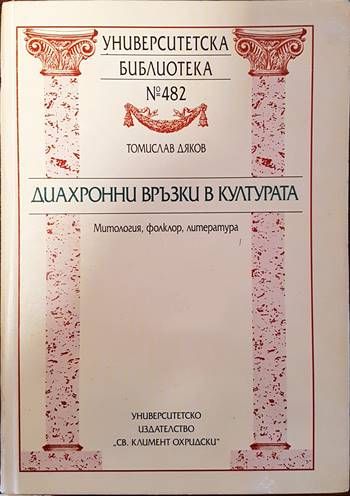 УНИВЕРСИТЕТСКА
БИБЛИОТЕКА
№482
ТОМИСЛАВ ДЯКОВ
ДИАХРОННИ ВРЪЗКИ В КУЛТУРАТА
Митология, фолклор, литература
УНИВЕРСИТЕТСКО
ИЗДАТЕЛСТВО
„СВ. КЛИМЕНТ ОХРИДСКИ“